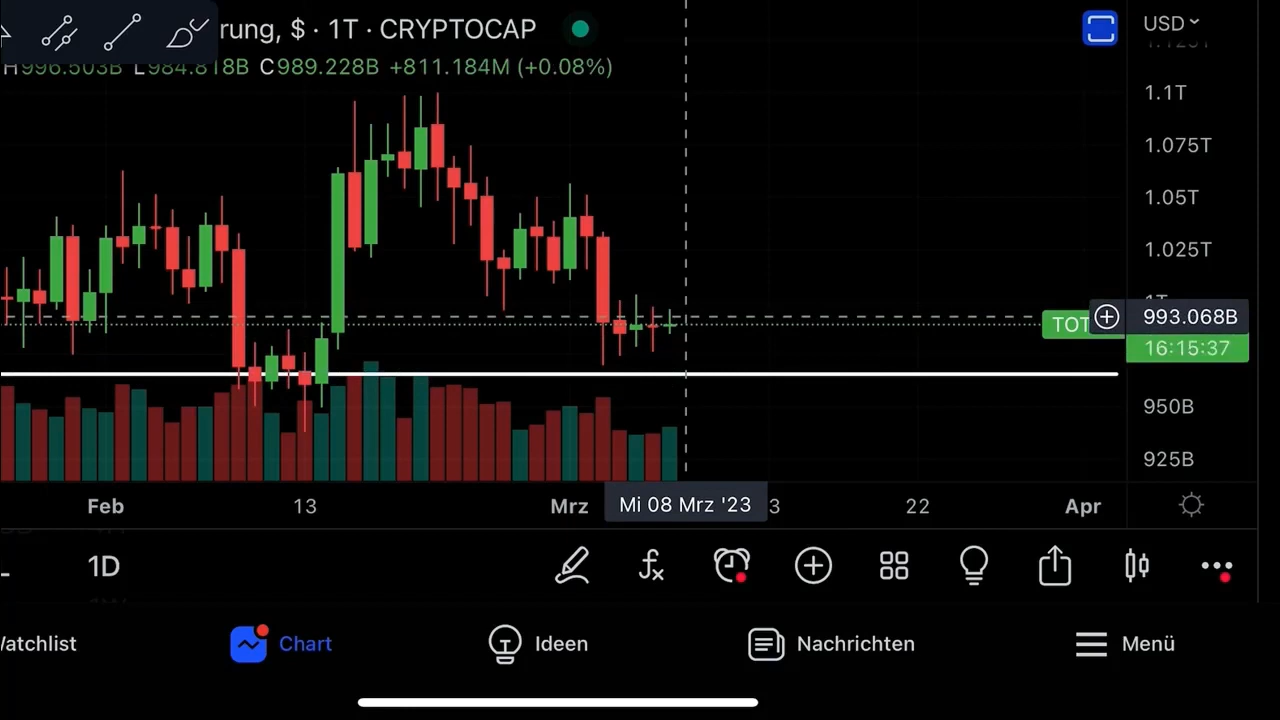 rung, $ · 1T · CRYPTOCAP
USD
H996.503B L984.818B C989.228B +811.184M (+0.08%)
1.1T
1.075T
1.05T
1.025T
1T
TOT
993.068B
16:15:37
950B
925B
Feb 13 Mrz Mi 08 Mrz '23 3 22 Apr
1D
Chart Ideen Nachrichten Menü